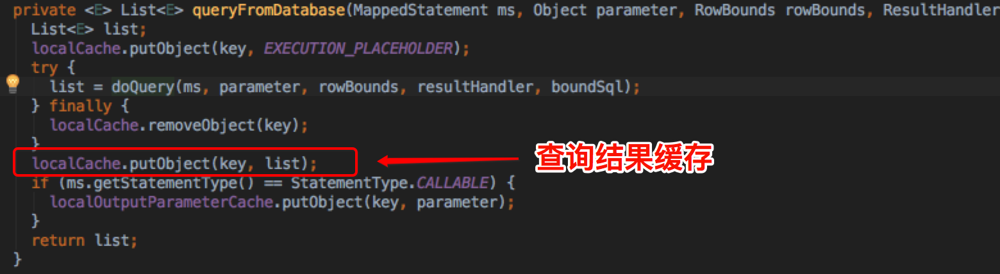 private <E> List<E> queryFromDatabase(MappedStatement ms, Object parameter, RowBounds rowBounds, ResultHandler
List<E> list;
localCache.putObject(key, EXECUTION_PLACEHOLDER);
try {
list = doQuery(ms, parameter, rowBounds, resultHandler, boundSql);
} finally {
localCache.removeObject(key);
}
localCache.putObject(key, list);
查询结果缓存
if (ms.getStatementType() == StatementType.CALLABLE) {
localOutputParameterCache.putObject(key, parameter);
}
return list;
}